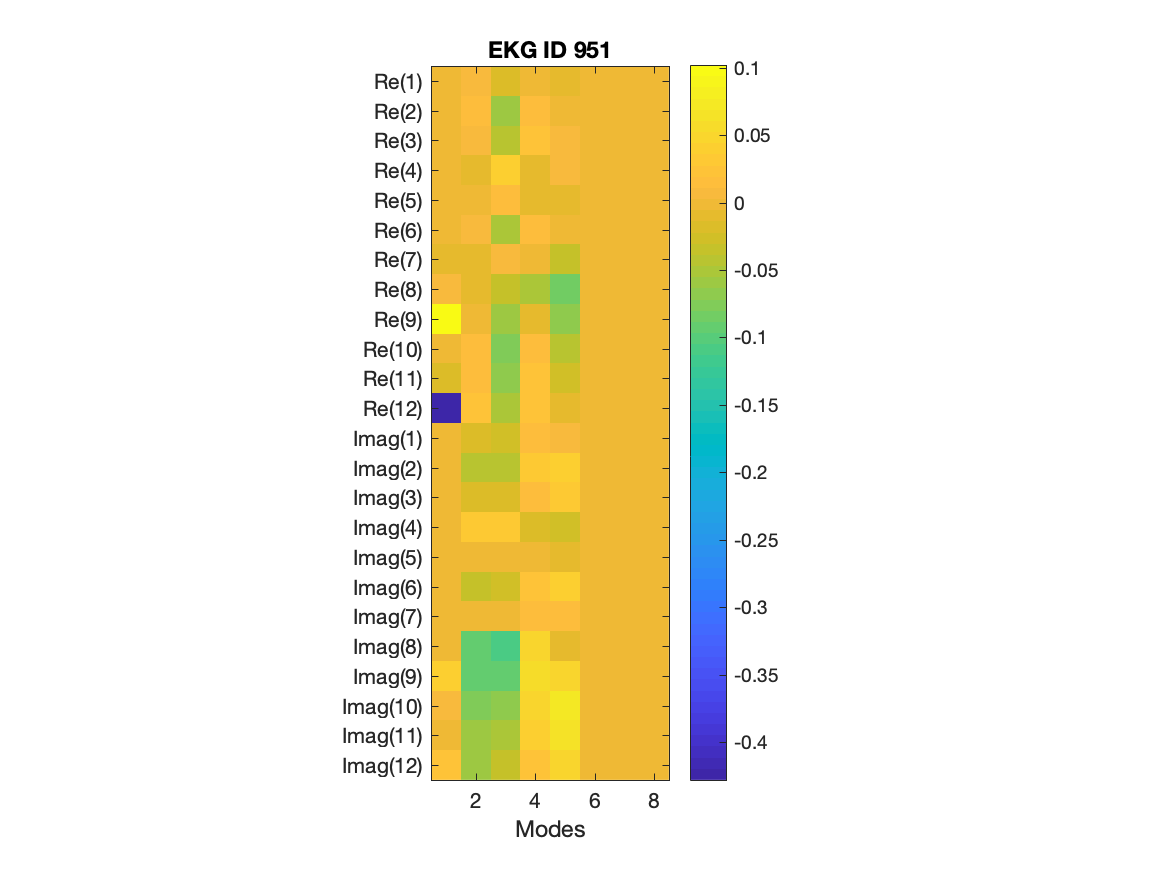 EKG ID 951
Re(1)
Re(2)
Re(3)
Re(4)
Re(5)
Re(6)
Re(7)
Re(8)
Re(9)
Re(10)
Re(11)
Re(12)
Imag(1)
Imag(2)
Imag(3)
Imag(4)
Imag(5)
Imag(6)
Imag(7)
Imag(8)
Imag(9)
Imag(10)
Imag(11)
Imag(12)
2 4 6 8
Modes
0.1
0.05
0
-0.05
-0.1
-0.15
-0.2
-0.25
-0.3
-0.35
-0.4